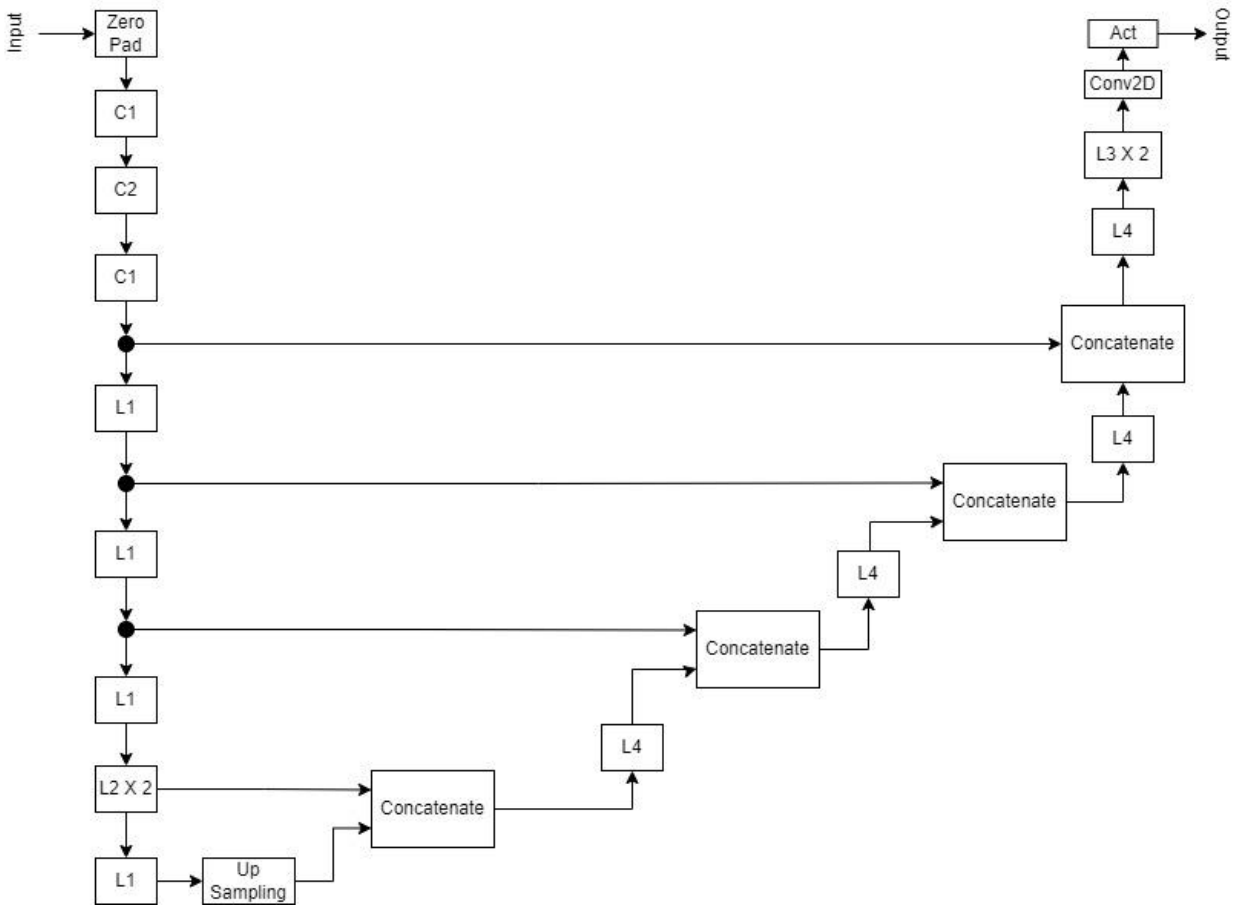 Input
Zero
Pad
C1
C2
C1
L1
L1
L1
L2 X 2
L1
Up
Sampling
Concatenate
L4
Concatenate
L4
Concatenate
L4
Concatenate
L4
L3 X 2
Conv2D
Act
Output